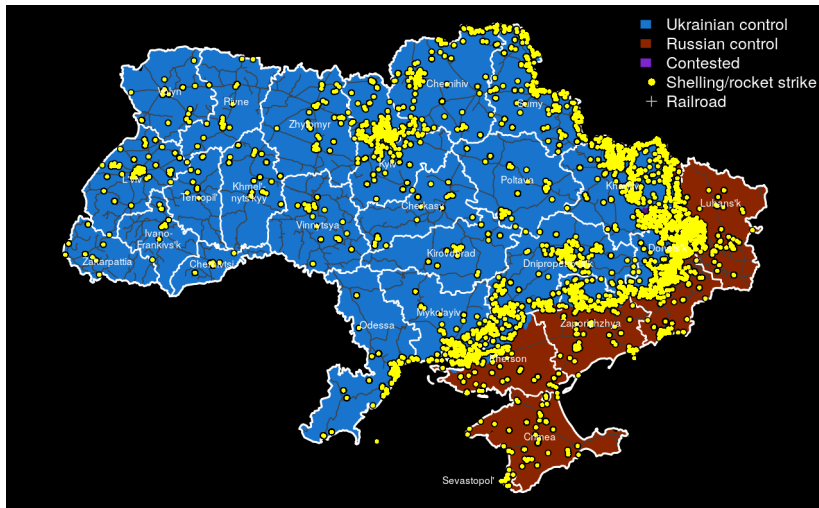 Ukrainian control
Russian control
Contested
Shelling/rocket strike
Railroad
Chernihiv
Volyn
Rivne
Sumy
Zhytomyr
Kyiv
Kharkiv
L'viv
Ternopil'
Khmel'
nyts'kyy
Poltava
Luhans'k
Cherkasy
Vinnytsya
Ivano-
Frankivs'k
Kirovohrad
Donets'k
Zakarpattia
Chernivtsi
Dnipropetrovs'k
Mykolayiv
Odessa
Zaporizhzhya
Kherson
Crimea
Sevastopol'